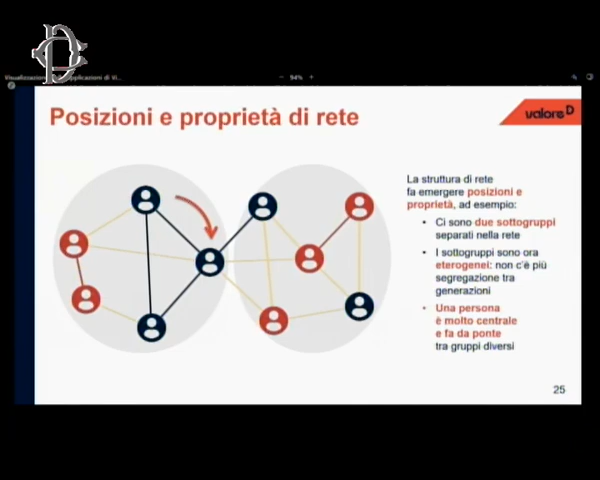 94%
Posizioni e proprietà di rete
valore D
La struttura di rete
fa emergere posizioni e
proprietà, ad esempio:
• Ci sono due sottogruppi
separati nella rete
• I sottogruppi sono ora
eterogenei: non c'è più
segregazione tra
generazioni
• Una persona
è molto centrale
e fa da ponte
tra gruppi diversi
25